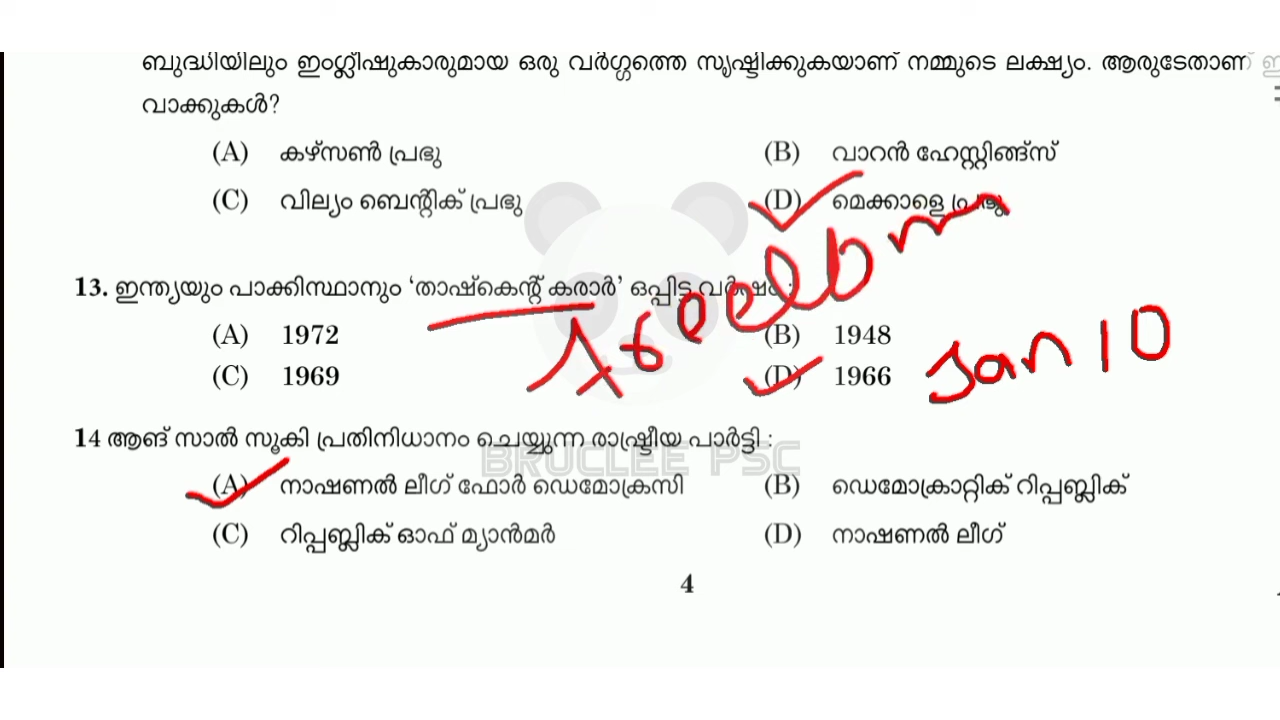 ബുദ്ധിയിലും ഇംഗ്ലീഷുകാരുമായ ഒരു വർഗ്ഗത്തെ സൃഷ്ടിക്കുകയാണ് നമ്മുടെ ലക്ഷ്യം. ആരുടേതാണ്
വാക്കുകൾ?
(A) കഴ്സൺ പ്രഭു (B) വാറൻ ഹേസ്റ്റിങ്ങ്സ്
(C) വില്യം ബെന്റിക് പ്രഭു (D) മെക്കാളെ പ്രഭു
13. ഇന്ത്യയും പാക്കിസ്ഥാനും ‘താഷ്കെന്റ് കരാർ’ ഒപ്പിട്ട വർഷം :
(A) 1972 (B) 1948
(C) 1969 (D) 1966 Jan 10
14 ആങ് സാൽ സൂകി പ്രതിനിധാനം ചെയ്യുന്ന രാഷ്ട്രീയ പാർട്ടി :
BRUCLEE PSC
(A) നാഷണൽ ലീഗ് ഫോർ ഡെമോക്രസി (B) ഡെമോക്രാറ്റിക് റിപ്പബ്ലിക്
(C) റിപ്പബ്ലിക് ഓഫ് മ്യാൻമർ (D) നാഷണൽ ലീഗ്
4